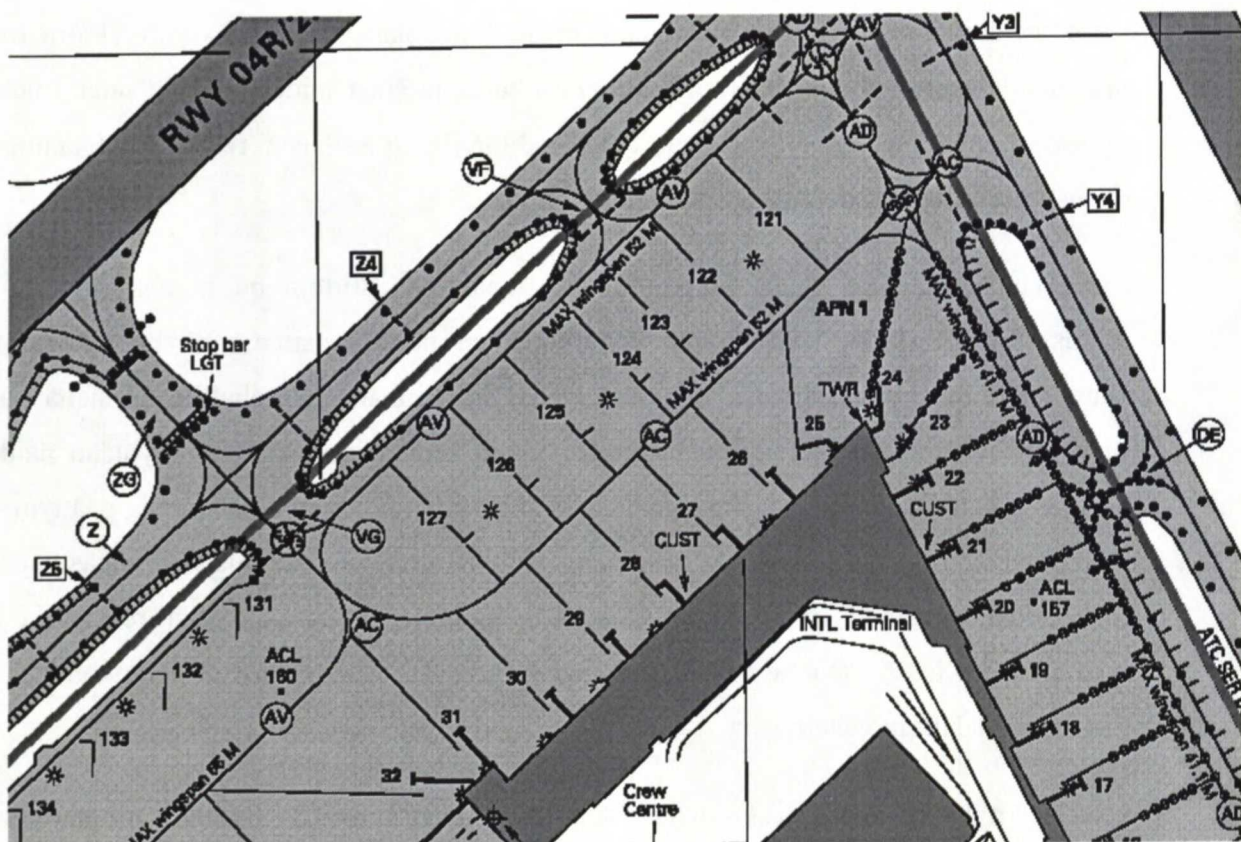 RWY 04R/
Y3
AV
AD
AC
VF
AV
121
Y4
122
Z4
MAX wingspan 52 M
123
APN 1
MAX wingspan 41.1 M
Stop bar
LGT
124
MAX wingspan 52 M
TWR
24
125
AV
AC
25
23
AD
DE
126
26
22
ZG
127
27
CUST
CUST
21
Z
VG
28
20
ACL
157
Z5
131
AC
29
INTL Terminal
19
132
ACL
160
30
ATC SER
MAX wingspan 41.1M
AV
31
18
133
32
Crew
Centre
17
134
MAX wingspan 65 M
AD